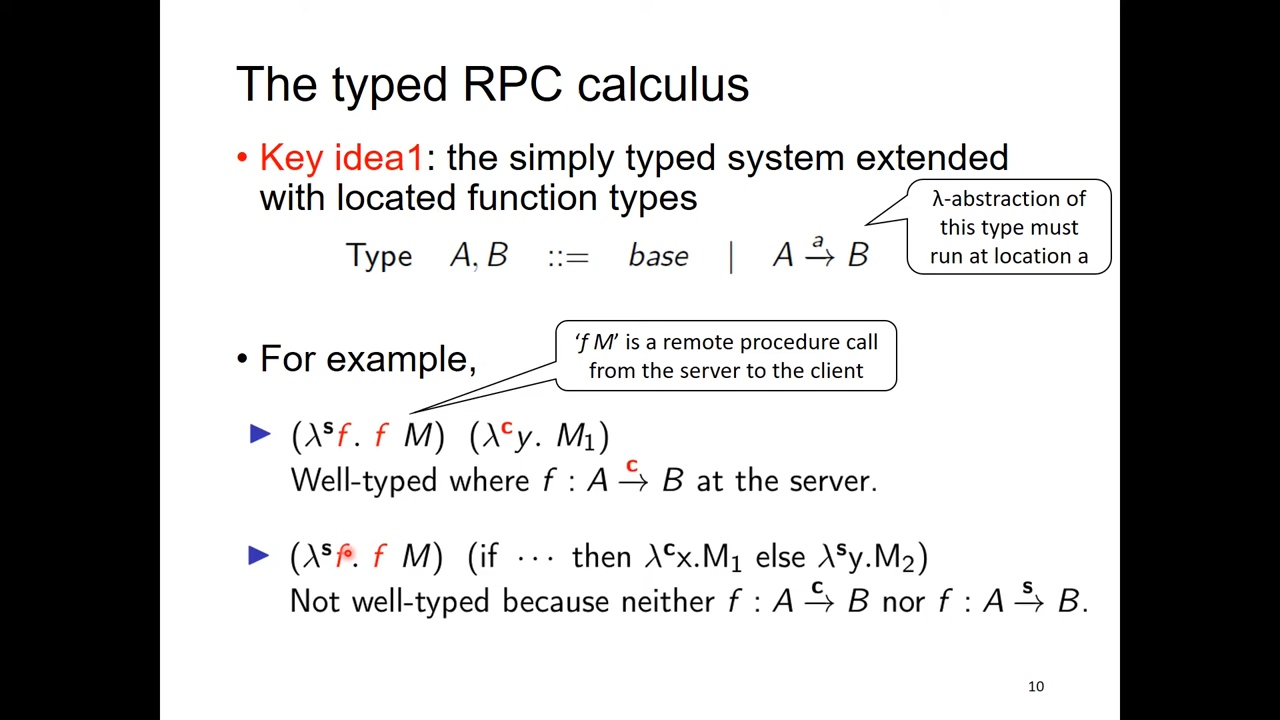 The typed RPC calculus
• Key idea1: the simply typed system extended
with located function types
λ-abstraction of
this type must
run at location a
Type A, B ::= base | A →ᵃ B
‘f M’ is a remote procedure call
from the server to the client
• For example,
▶ (λˢf. f M) (λᶜy. M₁)
Well-typed where f : A →ᶜ B at the server.
▶ (λˢf. f M) (if ⋯ then λᶜx.M₁ else λˢy.M₂)
Not well-typed because neither f : A →ᶜ B nor f : A →ˢ B.
10